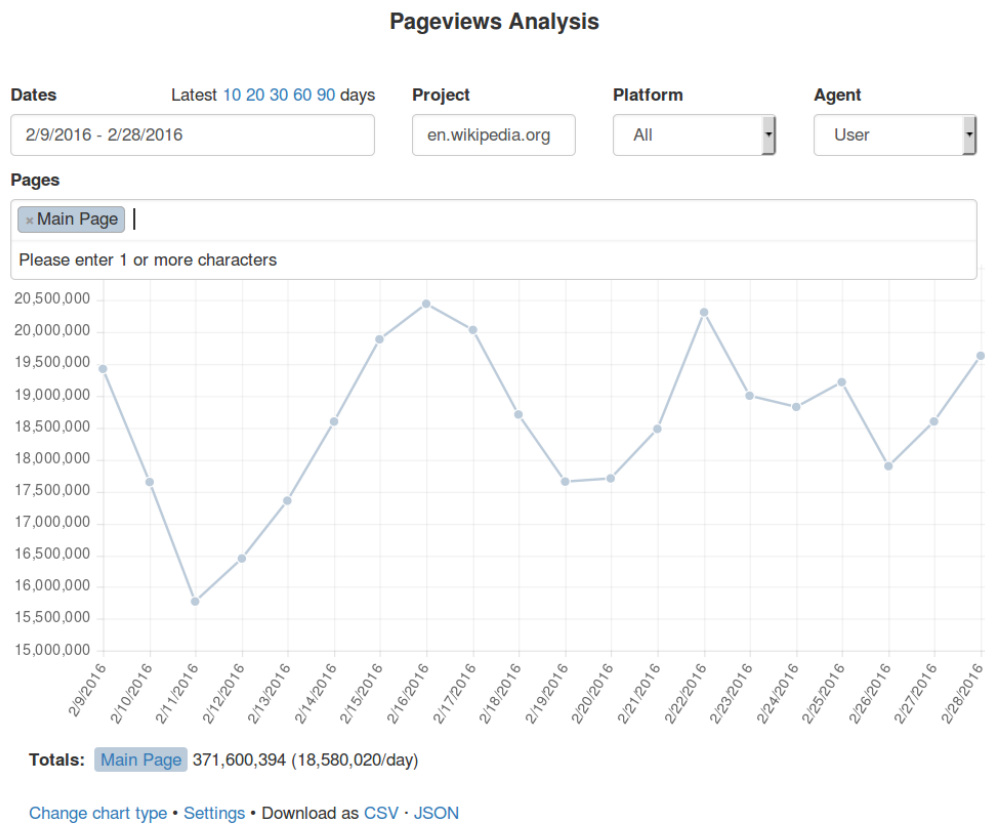 Pageviews Analysis
Dates Latest 10 20 30 60 90 days Project Platform Agent
2/9/2016 - 2/28/2016 en.wikipedia.org All User
Pages
× Main Page
Please enter 1 or more characters
20,500,000
20,000,000
19,500,000
19,000,000
18,500,000
18,000,000
17,500,000
17,000,000
16,500,000
16,000,000
15,500,000
15,000,000
2/9/2016 2/10/2016 2/11/2016 2/12/2016 2/13/2016 2/14/2016 2/15/2016 2/16/2016 2/17/2016 2/18/2016 2/19/2016 2/20/2016 2/21/2016 2/22/2016 2/23/2016 2/24/2016 2/25/2016 2/26/2016 2/27/2016 2/28/2016
Totals: Main Page 371,600,394 (18,580,020/day)
Change chart type • Settings • Download as CSV · JSON